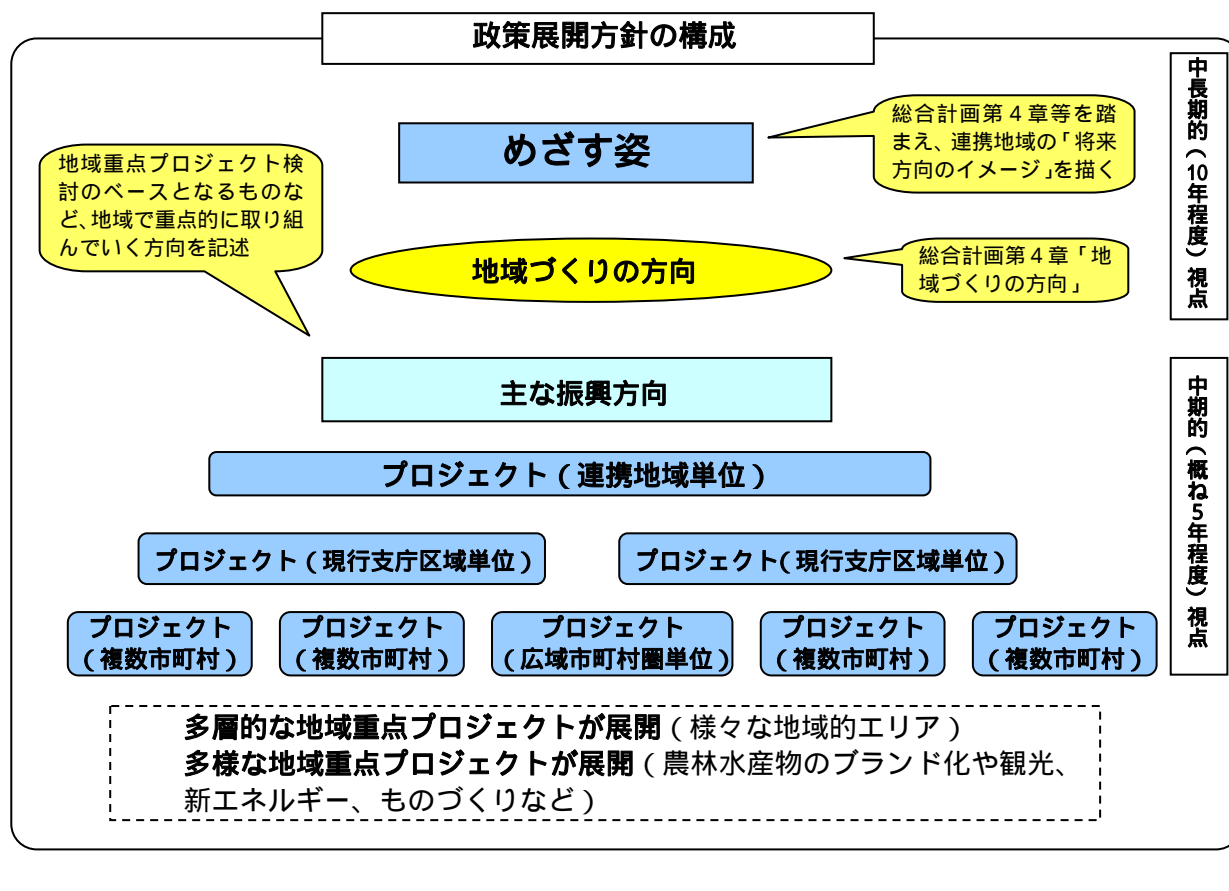 政策展開方針の構成
中長期的（10年程度）視点
総合計画第４章等を踏
まえ、連携地域の「将来
方向のイメージ」を描く
めざす姿
地域重点プロジェクト検
討のベースとなるものな
ど、地域で重点的に取り組
んでいく方向を記述
地域づくりの方向
総合計画第４章「地
域づくりの方向」
主な振興方向
中期的（概ね5年程度）視点
プロジェクト（連携地域単位）
プロジェクト（現行支庁区域単位）
プロジェクト（現行支庁区域単位）
プロジェクト
（複数市町村）
プロジェクト
（複数市町村）
プロジェクト
（広域市町村圏単位）
プロジェクト
（複数市町村）
プロジェクト
（複数市町村）
多層的な地域重点プロジェクトが展開（様々な地域的エリア）
多様な地域重点プロジェクトが展開（農林水産物のブランド化や観光、
新エネルギー、ものづくりなど）